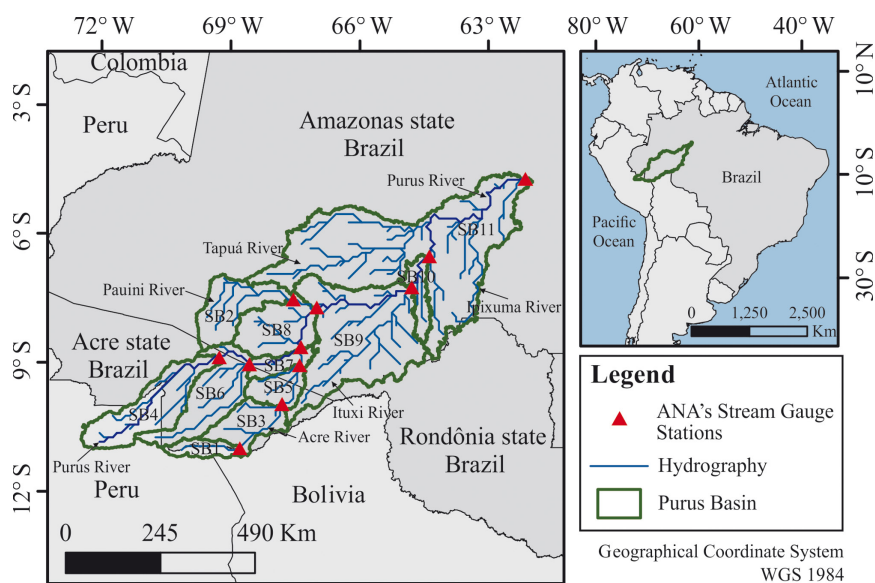 72° W
69° W
66° W
63° W
3° S
6° S
9° S
12° S
Colombia
Peru
Amazonas state
Brazil
Purus River
SB11
Tapuá River
SB10
Pauini River
SB2
SB8
Irixuma River
SB9
Acre state
Brazil
SB7
SB5
SB6
SB4
Ituxi River
SB3
Acre River
Rondônia state
Brazil
Purus River
SB1
Peru
Bolivia
0
245
490 Km
80° W
60° W
40° W
10° N
10° S
30° S
Atlantic
Ocean
Brazil
Pacific
Ocean
0
1,250
2,500
Km
Legend
ANA's Stream Gauge
Stations
Hydrography
Purus Basin
Geographical Coordinate System
WGS 1984